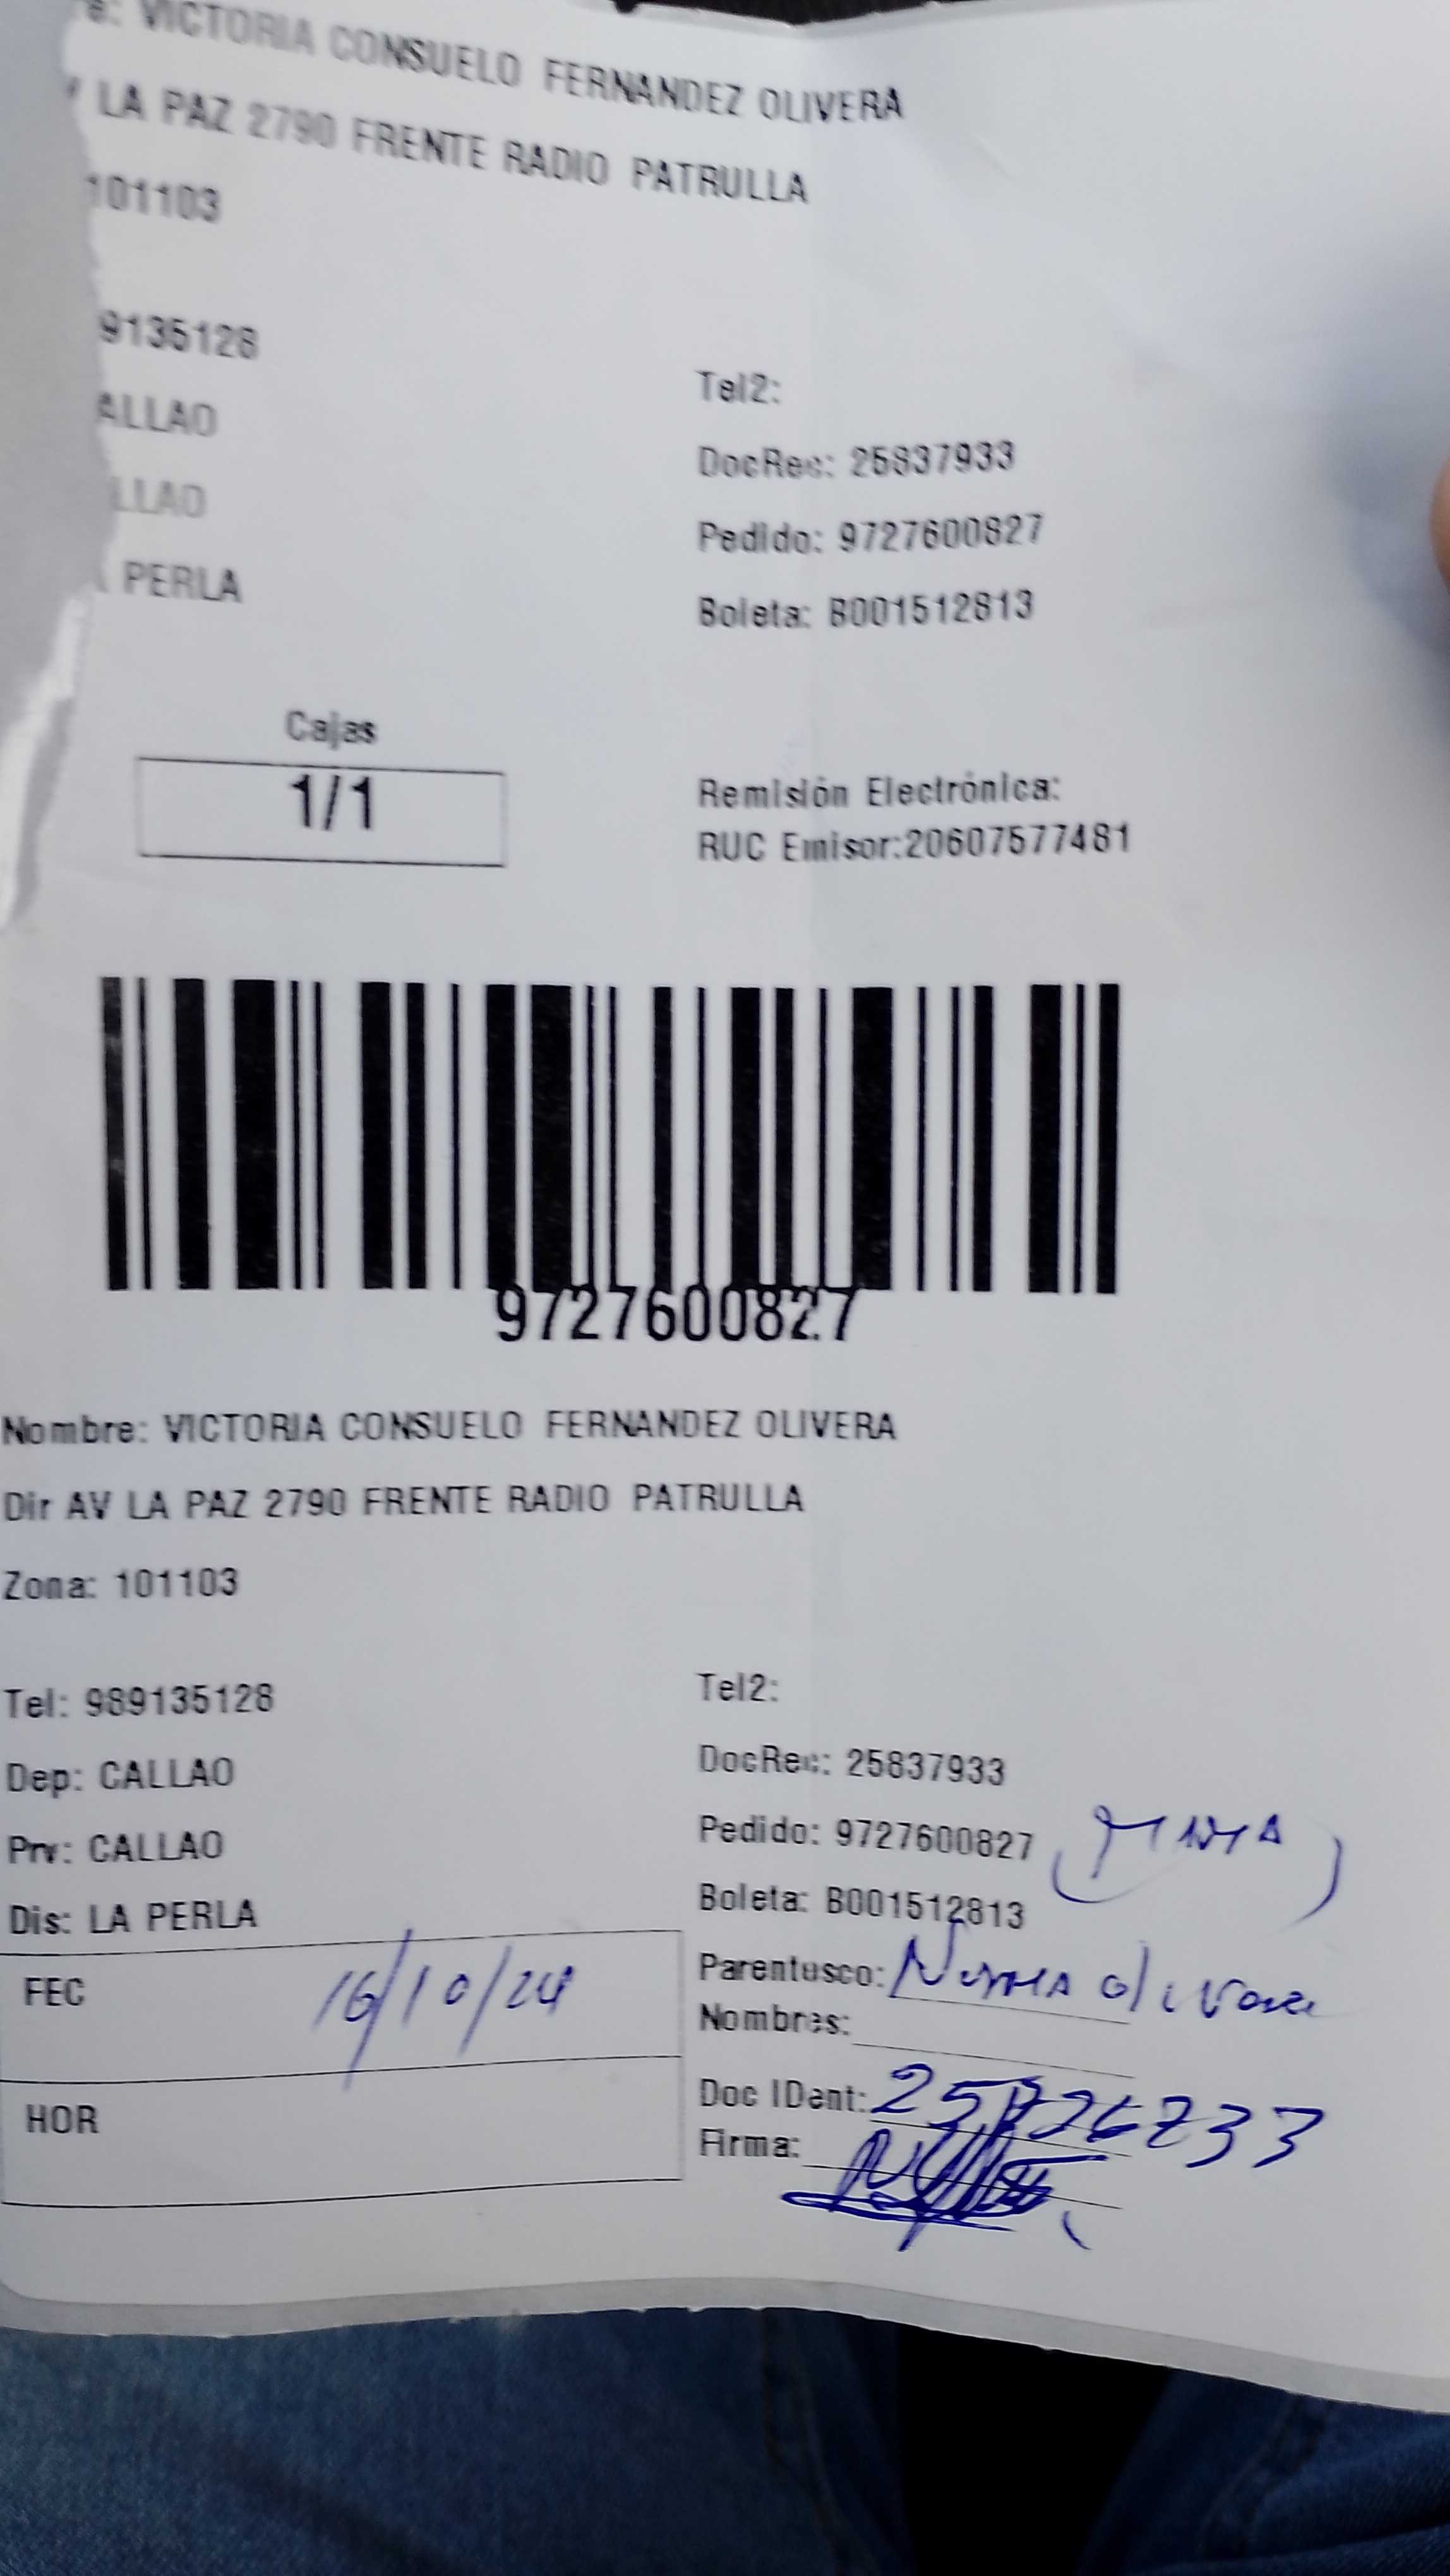 e: VICTORIA CONSUELO FERNANDEZ OLIVERA
LA PAZ 2790 FRENTE RADIO PATRULLA
101103
9135128
Tel2:
ALLAO
DocRec: 25837933
LLAO
Pedido: 9727600827
PERLA
Boleta: B001512813
Cajas
1/1
Remisión Electrónica:
RUC Emisor:20607577481
9727600827
Nombre: VICTORIA CONSUELO FERNANDEZ OLIVERA
Dir AV LA PAZ 2790 FRENTE RADIO PATRULLA
Zona: 101103
Tel: 989135128
Tel2:
Dep: CALLAO
DocRec: 25837933
Prv: CALLAO
Pedido: 9727600827
Dis: LA PERLA
Boleta: B001512813
FEC 16/10/24
Parentesco: Norma Olivera
Nombres:
HOR
Doc IDent:
Firma: